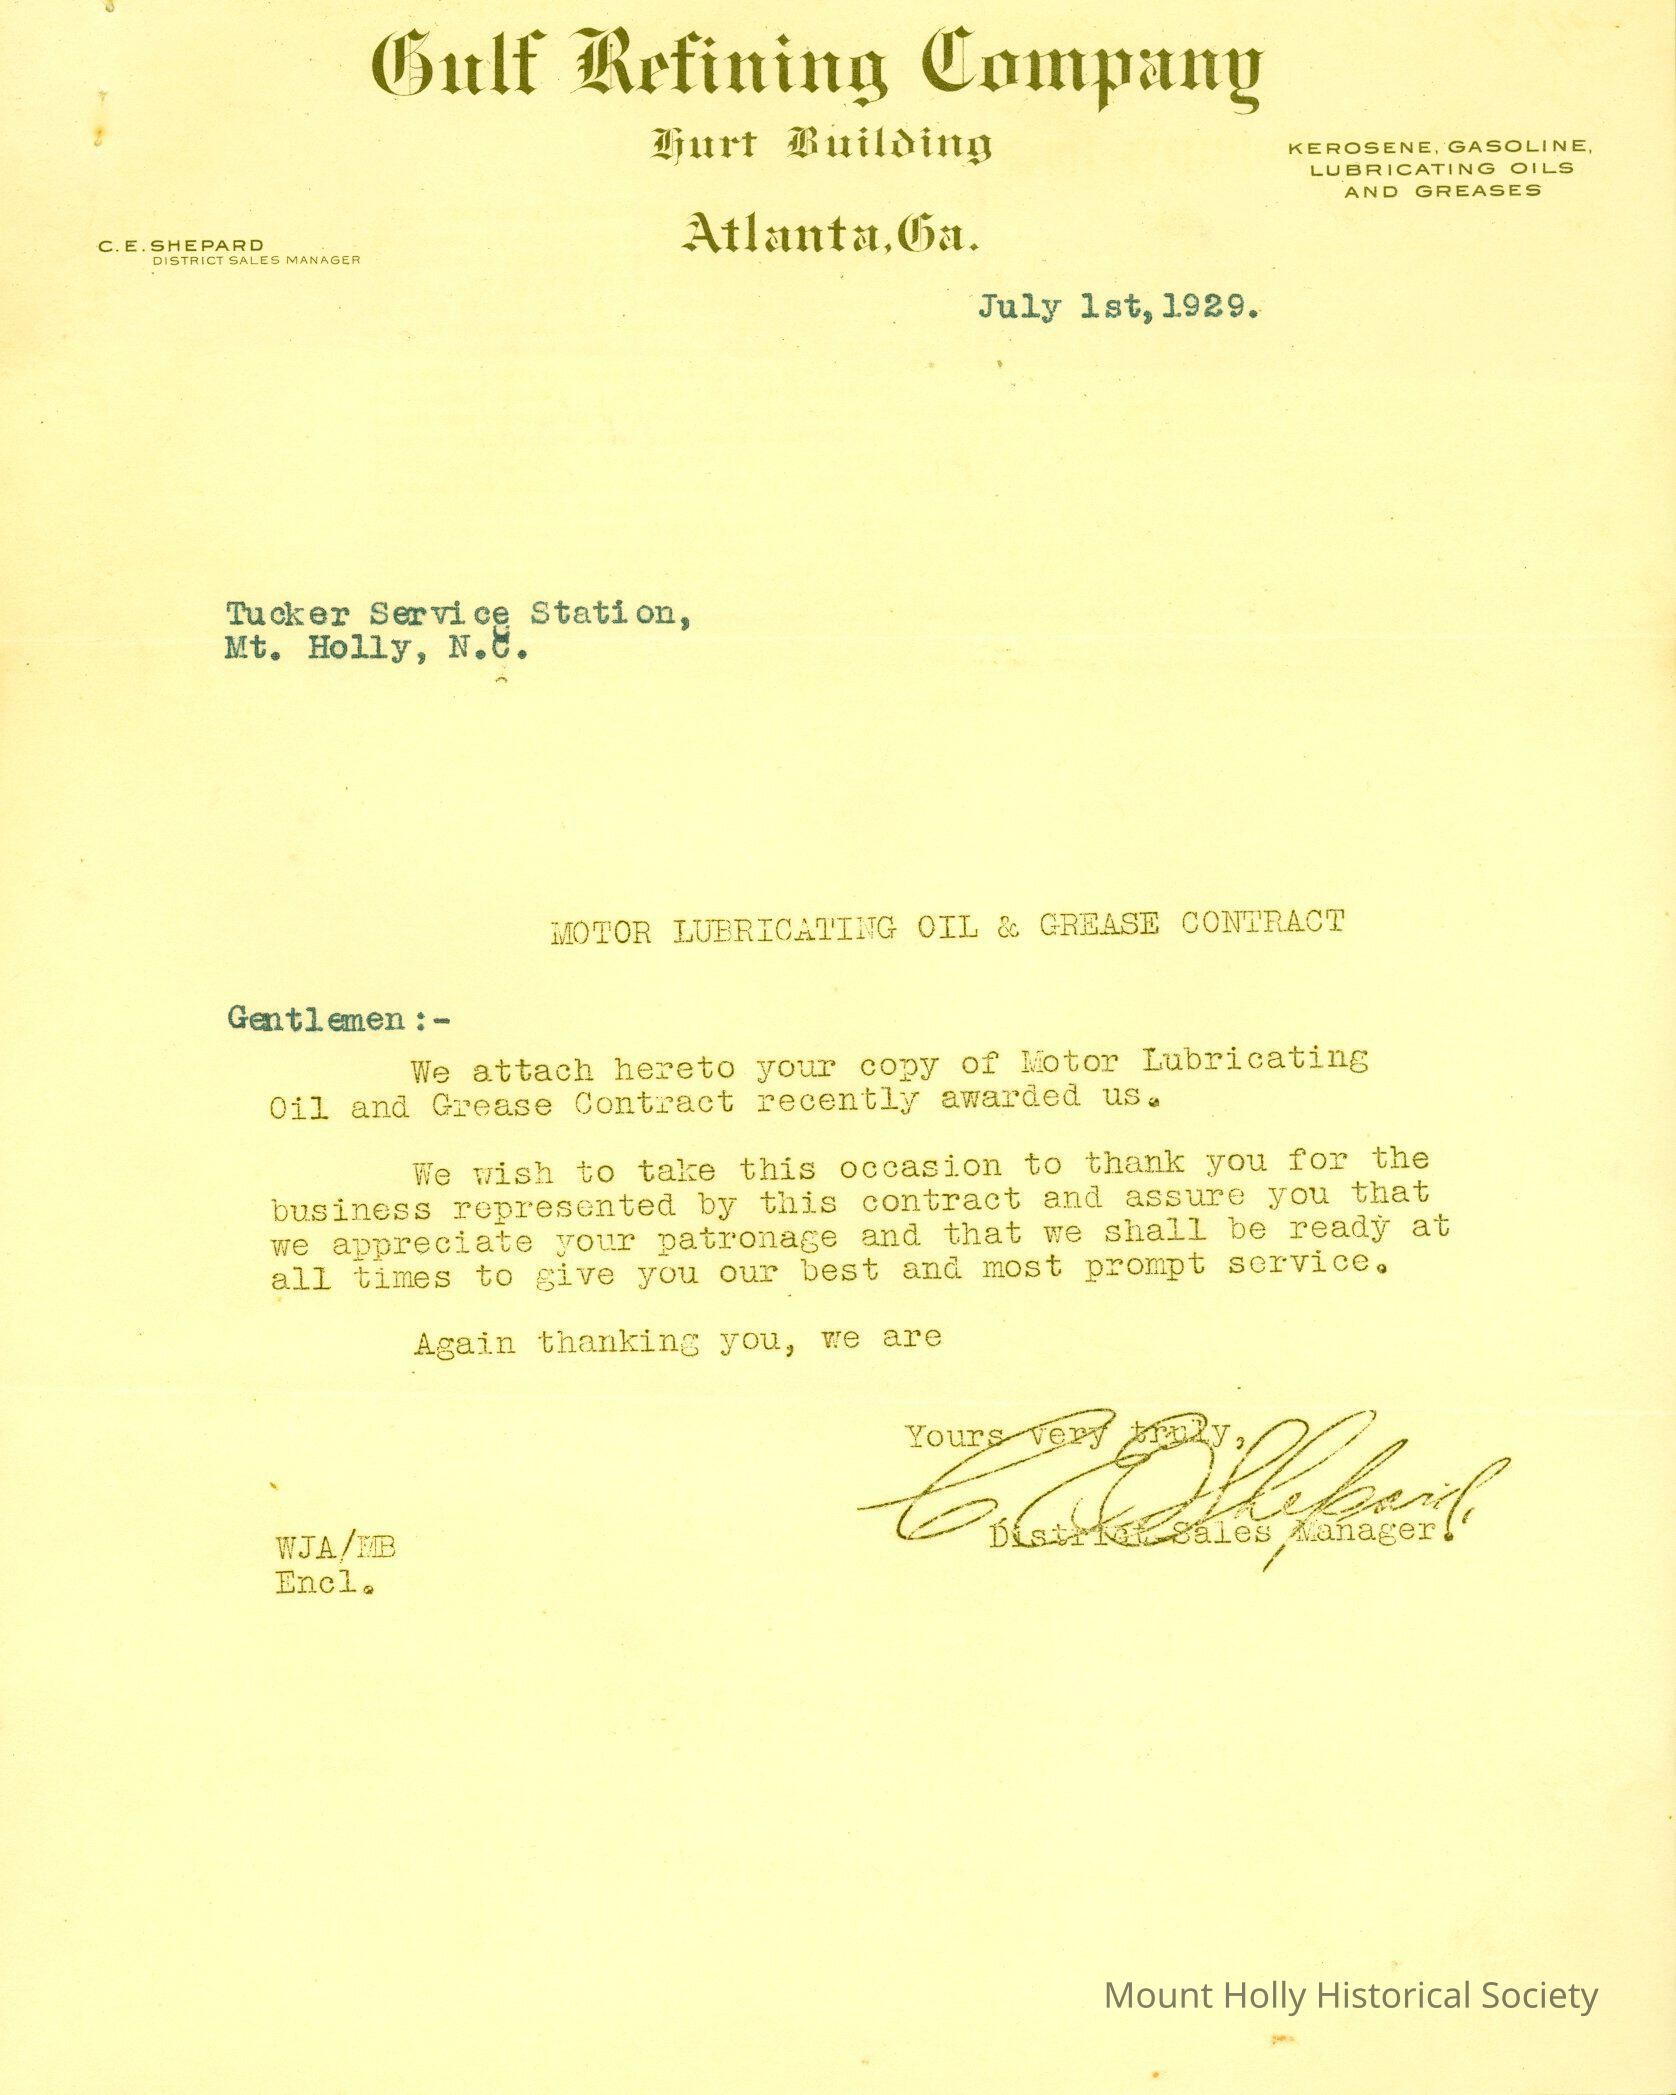 Gulf Refining Company
Hurt Building
KEROSENE, GASOLINE,
LUBRICATING OILS
AND GREASES
Atlanta, Ga.
C. E. SHEPARD
DISTRICT SALES MANAGER
July 1st,1929.
Tucker Service Station,
Mt. Holly, N.C.
MOTOR LUBRICATING OIL & GREASE CONTRACT
Gentlemen:-
We attach hereto your copy of Motor Lubricating
Oil and Grease Contract recently awarded us.
We wish to take this occasion to thank you for the
business represented by this contract and assure you that
we appreciate your patronage and that we shall be ready at
all times to give you our best and most prompt service.
Again thanking you, we are
Yours very truly,
C E Shepard
District Sales Manager.
WJA/MB
Encl.
Mount Holly Historical Society